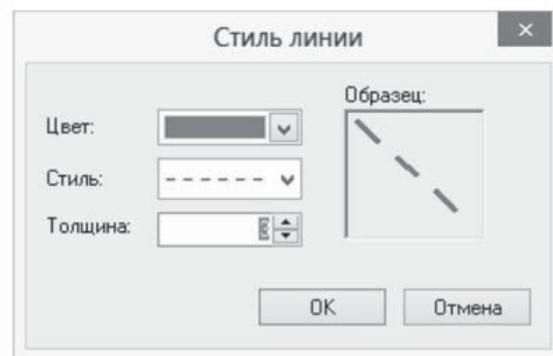 Стиль линии
Образец:
Цвет:
Стиль:
Толщина:
OK
Отмена